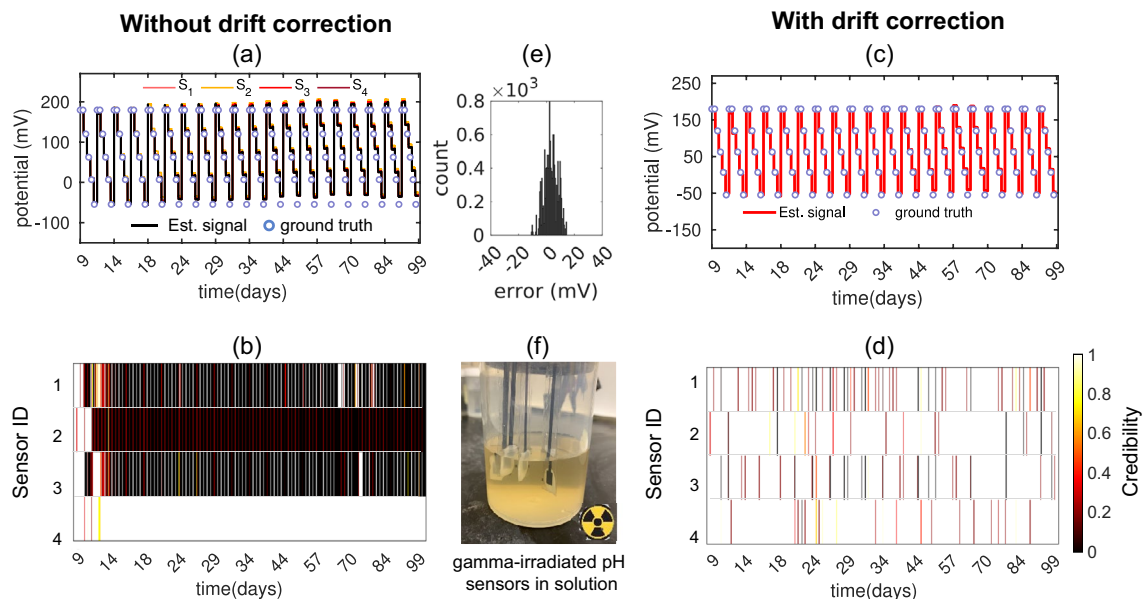 Without drift correction
With drift correction
(a)
S1 S2 S3 S4
potential (mV)
200
100
0
-100
Est. signal
ground truth
9 14 18 24 29 34 44 57 70 84 99
time(days)
(e)
×10^3
0.8
0.6
0.4
0.2
0
count
-40 -20 0 20 40
error (mV)
(c)
potential (mV)
250
150
50
-50
-150
Est. signal
ground truth
9 14 18 24 29 34 44 57 70 84 99
time(days)
(b)
Sensor ID
1
2
3
4
9 14 18 24 29 34 44 57 70 84 99
time(days)
(f)
gamma-irradiated pH
sensors in solution
(d)
Sensor ID
1
2
3
4
9 14 18 24 29 34 44 57 70 84 99
time(days)
1
0.8
0.6
0.4
0.2
0
Credibility